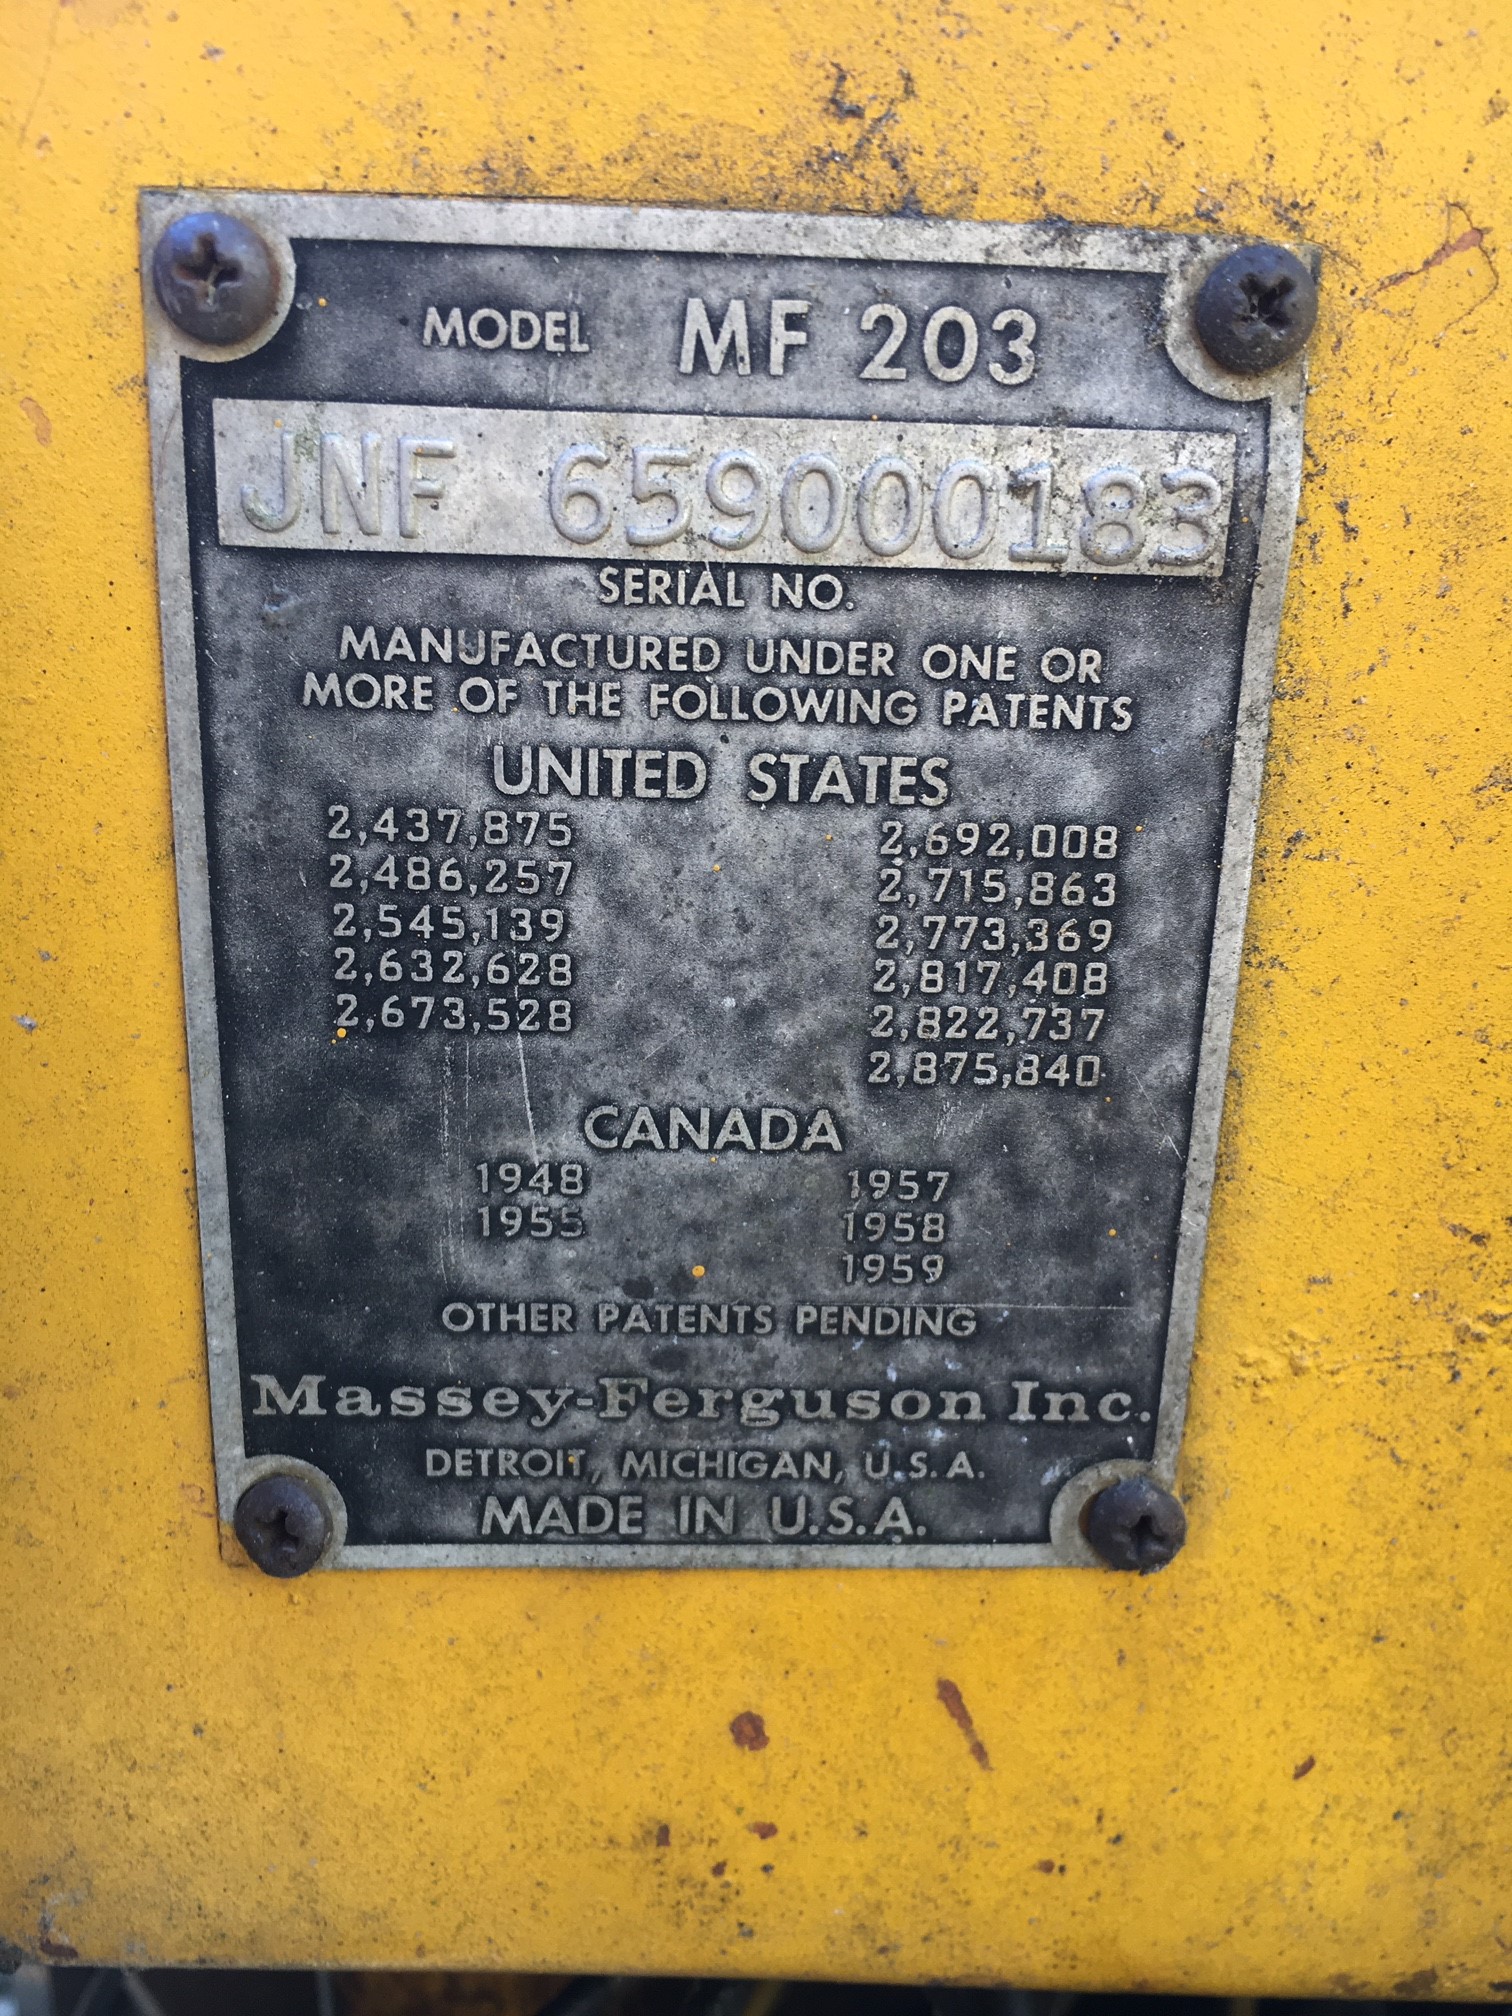 MODEL MF 203
JNF 659000183
SERIAL NO.
MANUFACTURED UNDER ONE OR
MORE OF THE FOLLOWING PATENTS
UNITED STATES
2,437,875 2,692,008
2,486,257 2,715,863
2,545,139 2,773,369
2,632,628 2,817,408
2,673,528 2,822,737
2,875,840
CANADA
1948 1957
1955 1958
1959
OTHER PATENTS PENDING
Massey-Ferguson Inc.
DETROIT, MICHIGAN, U.S.A.
MADE IN U.S.A.